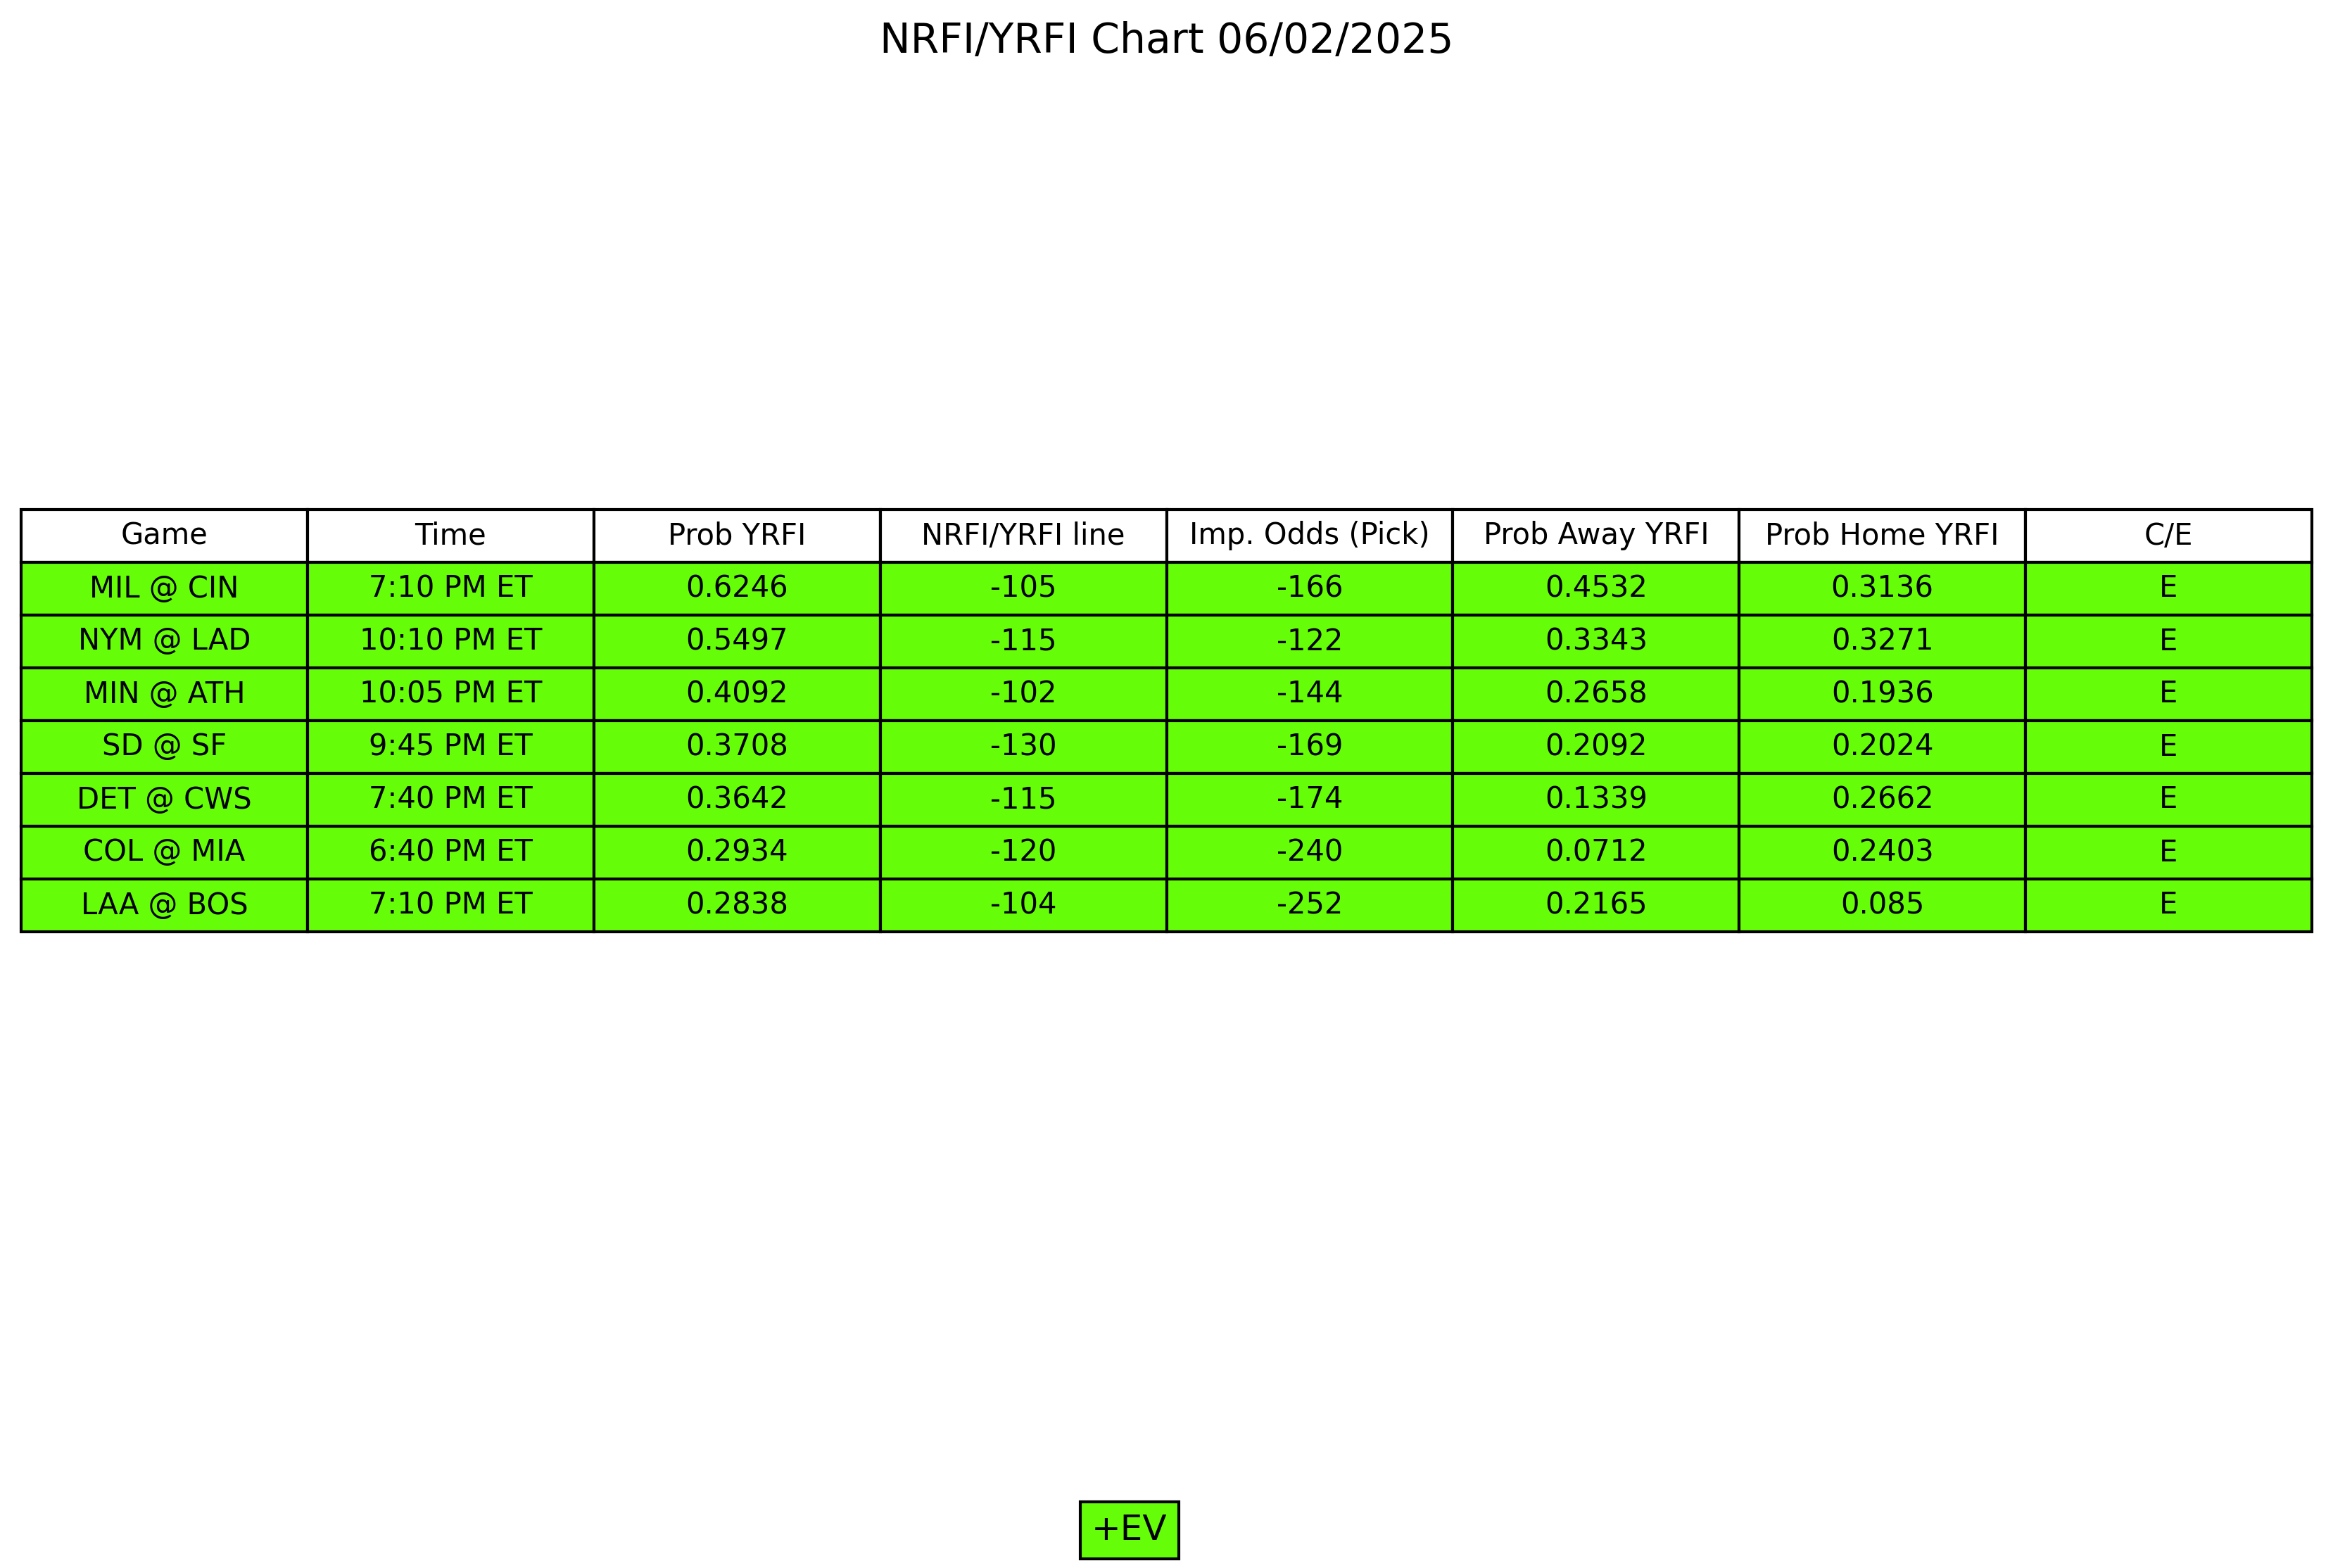 NRFI/YRFI Chart 06/02/2025
Game Time Prob YRFI NRFI/YRFI line Imp. Odds (Pick) Prob Away YRFI Prob Home YRFI C/E
MIL @ CIN 7:10 PM ET 0.6246 -105 -166 0.4532 0.3136 E
NYM @ LAD 10:10 PM ET 0.5497 -115 -122 0.3343 0.3271 E
MIN @ ATH 10:05 PM ET 0.4092 -102 -144 0.2658 0.1936 E
SD @ SF 9:45 PM ET 0.3708 -130 -169 0.2092 0.2024 E
DET @ CWS 7:40 PM ET 0.3642 -115 -174 0.1339 0.2662 E
COL @ MIA 6:40 PM ET 0.2934 -120 -240 0.0712 0.2403 E
LAA @ BOS 7:10 PM ET 0.2838 -104 -252 0.2165 0.085 E
+EV